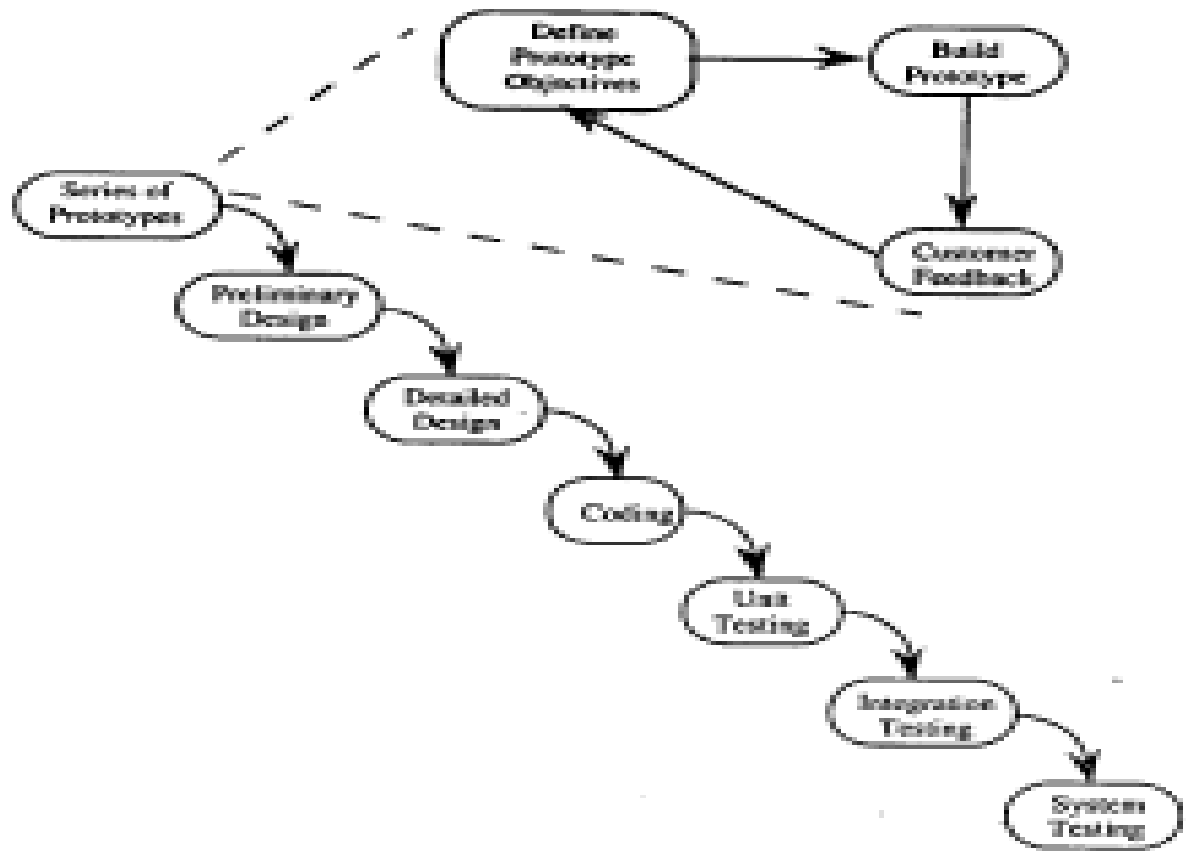 Define
Prototype
Objectives
Build
Prototype
Series of
Prototypes
Customer
Feedback
Preliminary
Design
Detailed
Design
Coding
Unit
Testing
Integration
Testing
System
Testing